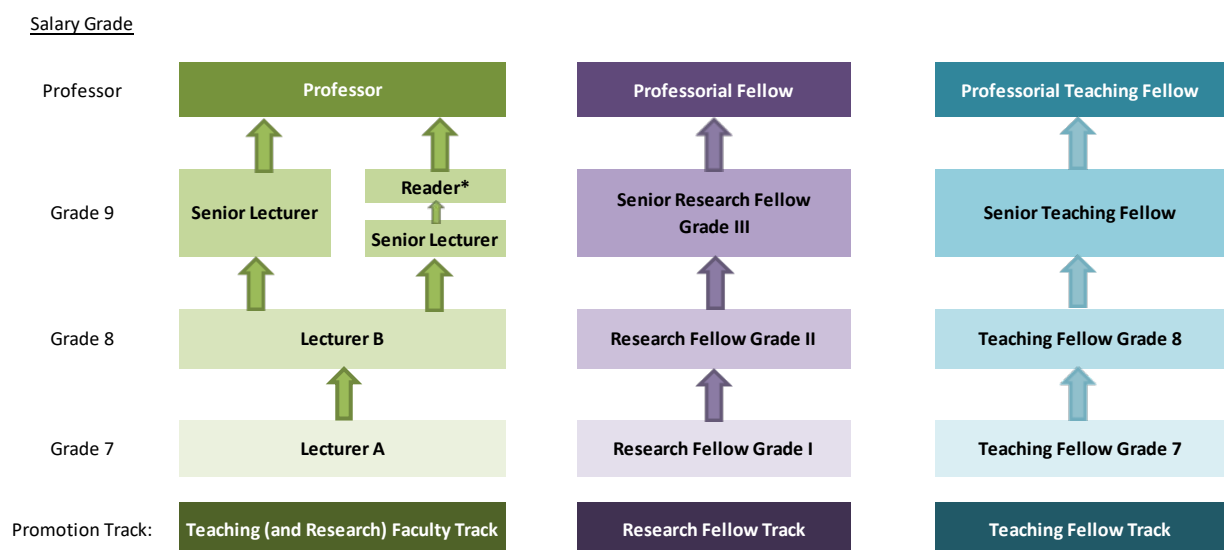 Salary Grade
Professor
Professor
Professorial Fellow
Professorial Teaching Fellow
Grade 9
Senior Lecturer
Reader*
Senior Lecturer
Senior Research Fellow
Grade III
Senior Teaching Fellow
Grade 8
Lecturer B
Research Fellow Grade II
Teaching Fellow Grade 8
Grade 7
Lecturer A
Research Fellow Grade I
Teaching Fellow Grade 7
Promotion Track:
Teaching (and Research) Faculty Track
Research Fellow Track
Teaching Fellow Track